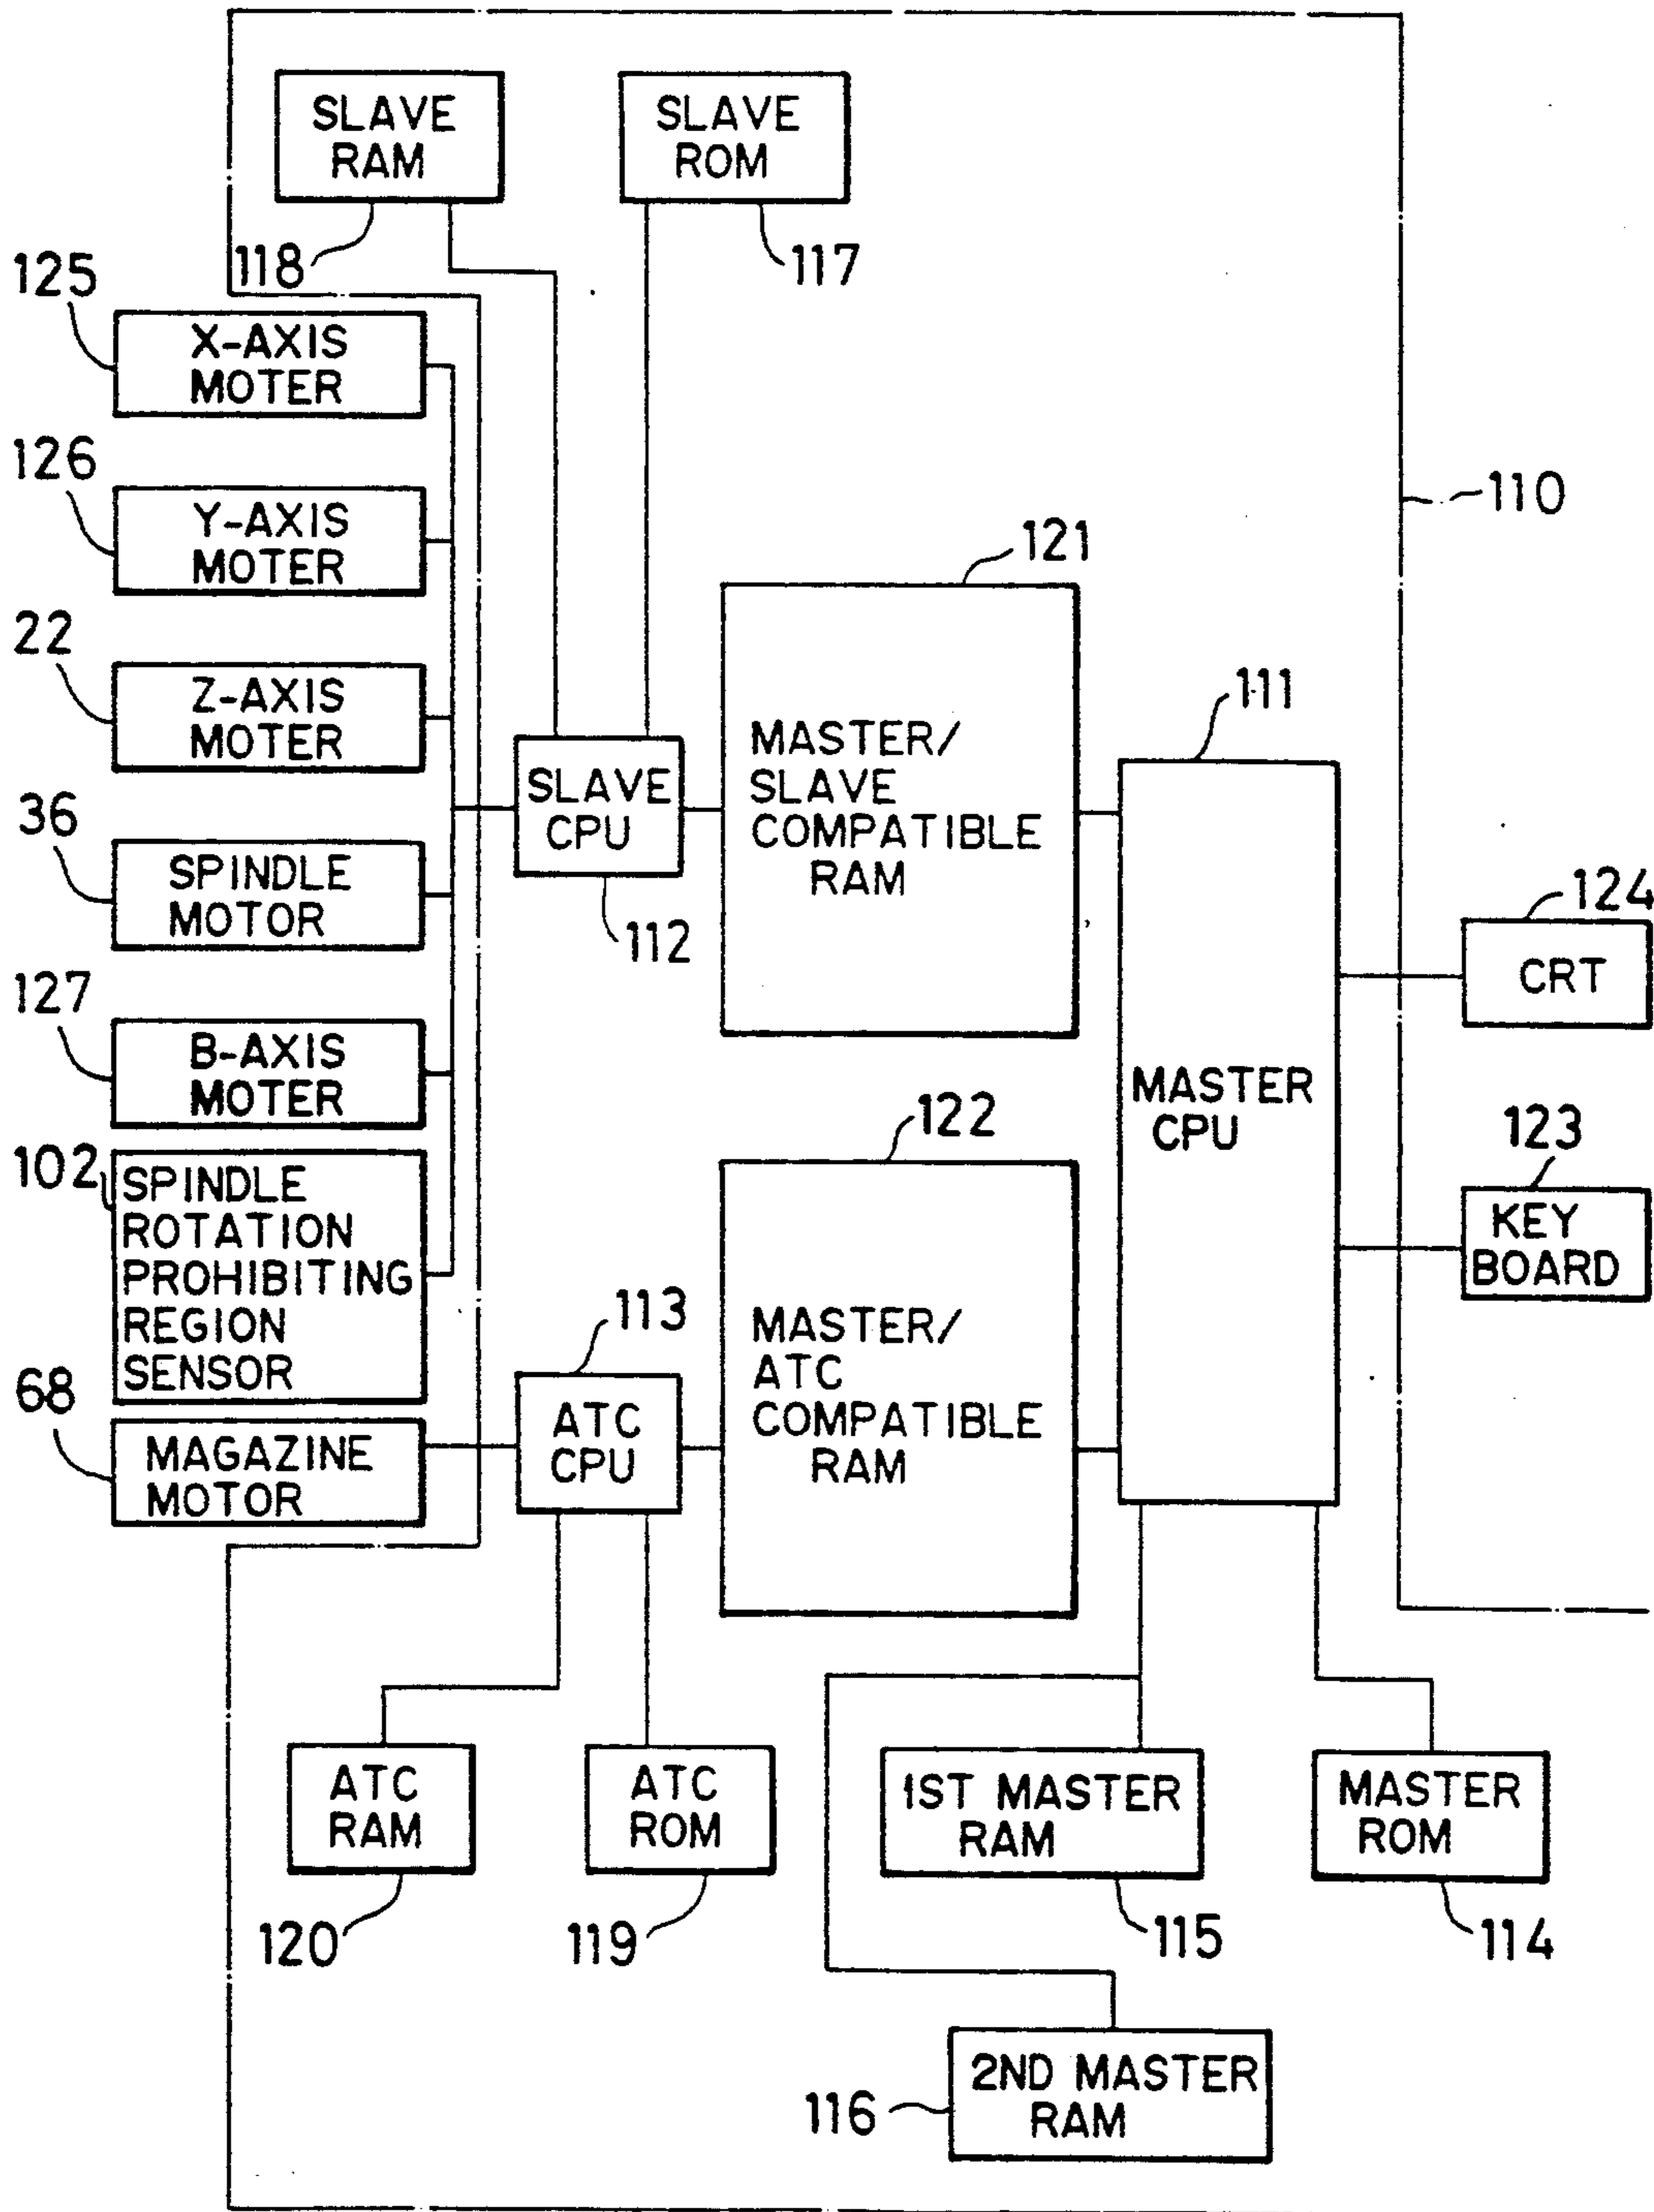 SLAVE
RAM
SLAVE
ROM
118
117
125
X-AXIS
MOTER
126
Y-AXIS
MOTER
110
121
22
Z-AXIS
MOTER
111
MASTER/
SLAVE
COMPATIBLE
RAM
SLAVE
CPU
36
SPINDLE
MOTOR
112
124
CRT
127
B-AXIS
MOTER
MASTER
CPU
122
123
KEY
BOARD
102
SPINDLE
ROTATION
PROHIBITING
REGION
SENSOR
113
MASTER/
ATC
COMPATIBLE
RAM
68
MAGAZINE
MOTOR
ATC
CPU
ATC
RAM
ATC
ROM
1ST MASTER
RAM
MASTER
ROM
120
119
115
114
2ND MASTER
RAM
116